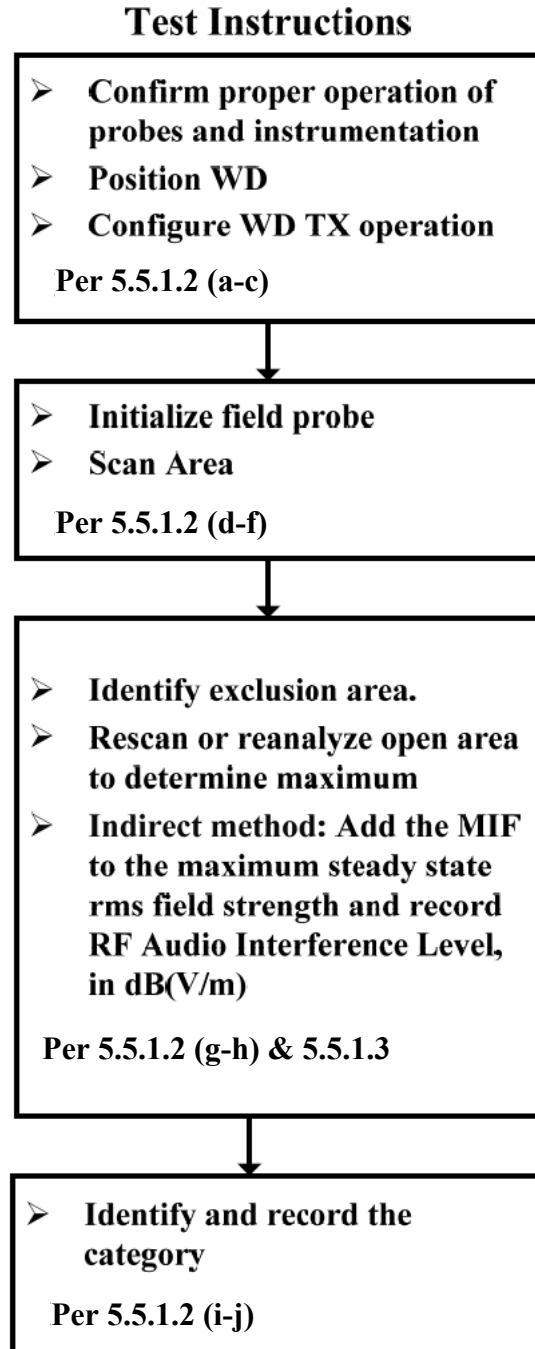 Test Instructions
➢ Confirm proper operation of
probes and instrumentation
➢ Position WD
➢ Configure WD TX operation
Per 5.5.1.2 (a-c)
➢ Initialize field probe
➢ Scan Area
Per 5.5.1.2 (d-f)
➢ Identify exclusion area.
➢ Rescan or reanalyze open area
to determine maximum
➢ Indirect method: Add the MIF
to the maximum steady state
rms field strength and record
RF Audio Interference Level,
in dB(V/m)
Per 5.5.1.2 (g-h) & 5.5.1.3
➢ Identify and record the
category
Per 5.5.1.2 (i-j)